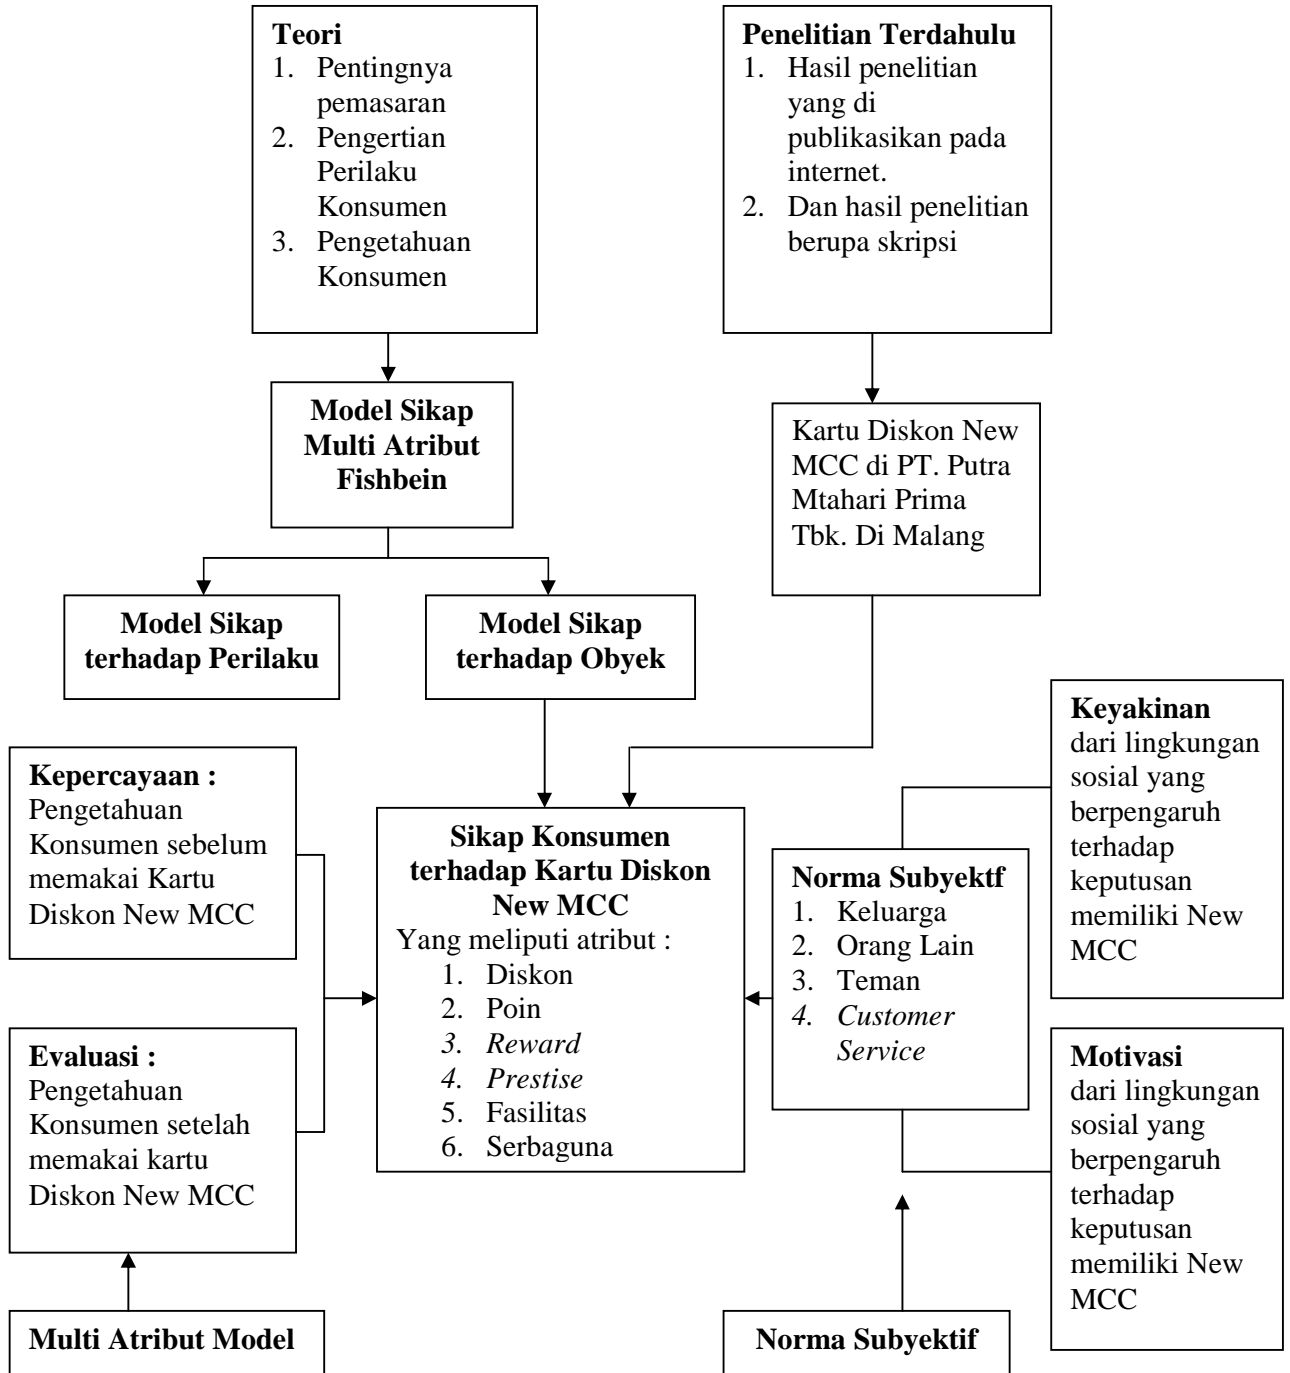 Teori
1. Pentingnya
pemasaran
2. Pengertian
Perilaku
Konsumen
3. Pengetahuan
Konsumen
Penelitian Terdahulu
1. Hasil penelitian
yang di
publikasikan pada
internet.
2. Dan hasil penelitian
berupa skripsi
Model Sikap
Multi Atribut
Fishbein
Kartu Diskon New
MCC di PT. Putra
Mtahari Prima
Tbk. Di Malang
Model Sikap
terhadap Perilaku
Model Sikap
terhadap Obyek
Kepercayaan :
Pengetahuan
Konsumen sebelum
memakai Kartu
Diskon New MCC
Evaluasi :
Pengetahuan
Konsumen setelah
memakai kartu
Diskon New MCC
Sikap Konsumen
terhadap Kartu Diskon
New MCC
Yang meliputi atribut :
1. Diskon
2. Poin
3. Reward
4. Prestise
5. Fasilitas
6. Serbaguna
Norma Subyektf
1. Keluarga
2. Orang Lain
3. Teman
4. Customer
Service
Keyakinan
dari lingkungan
sosial yang
berpengaruh
terhadap
keputusan
memiliki New
MCC
Motivasi
dari lingkungan
sosial yang
berpengaruh
terhadap
keputusan
memiliki New
MCC
Multi Atribut Model
Norma Subyektif